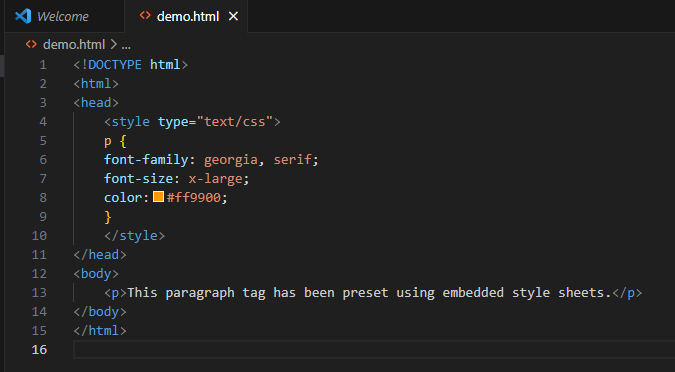 Welcome demo.html
demo.html > ...
1 <!DOCTYPE html>
2 <html>
3 <head>
4 <style type="text/css">
5 p {
6 font-family: georgia, serif;
7 font-size: x-large;
8 color: #ff9900;
9 }
10 </style>
11 </head>
12 <body>
13 <p>This paragraph tag has been preset using embedded style sheets.</p>
14 </body>
15 </html>
16